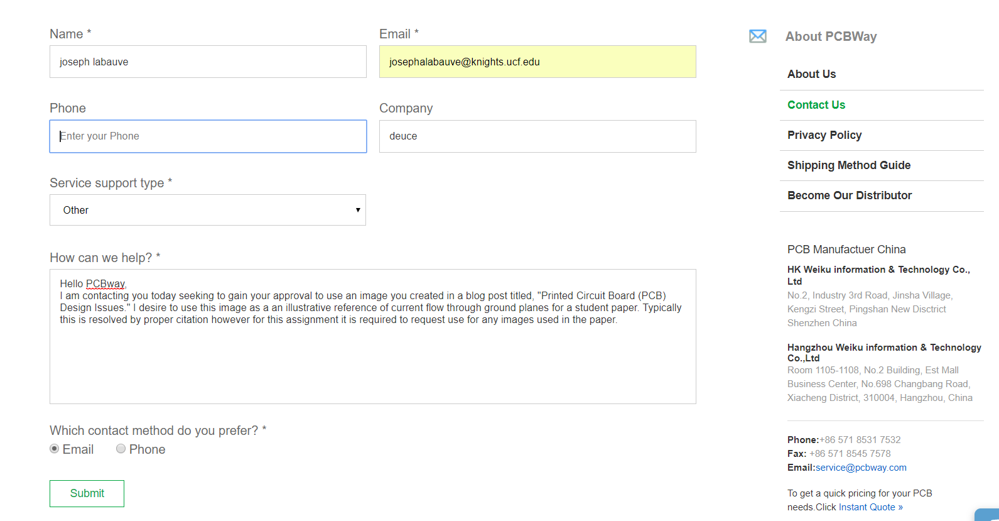 Name *
Email *
joseph labauve
josephalabauve@knights.ucf.edu
Phone
Company
Enter your Phone
deuce
Service support type *
Other
How can we help? *
Hello PCBway,
I am contacting you today seeking to gain your approval to use an image you created in a blog post titled, "Printed Circuit Board (PCB)
Design Issues." I desire to use this image as a an illustrative reference of current flow through ground planes for a student paper. Typically
this is resolved by proper citation however for this assignment it is required to request use for any images used in the paper.
Which contact method do you prefer? *
Email
Phone
Submit
About PCBWay
About Us
Contact Us
Privacy Policy
Shipping Method Guide
Become Our Distributor
PCB Manufactuer China
HK Weiku information & Technology Co.,
Ltd
No.2, Industry 3rd Road, Jinsha Village,
Kengzi Street, Pingshan New Disctrict
Shenzhen China
Hangzhou Weiku information & Technology
Co.,Ltd
Room 1105-1108, No.2 Building, Est Mall
Business Center, No.698 Changbang Road,
Xiacheng District, 310004, Hangzhou, China
Phone:+86 571 8531 7532
Fax: +86 571 8545 7578
Email:service@pcbway.com
To get a quick pricing for your PCB
needs.Click Instant Quote »